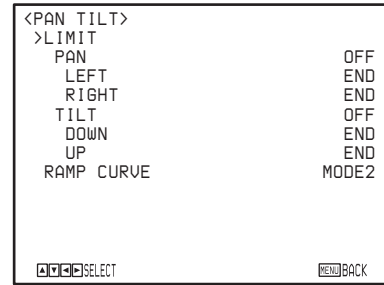 <PAN TILT>
>LIMIT
PAN OFF
LEFT END
RIGHT END
TILT OFF
DOWN END
UP END
RAMP CURVE MODE2
▲▼◀▶SELECT MENU BACK